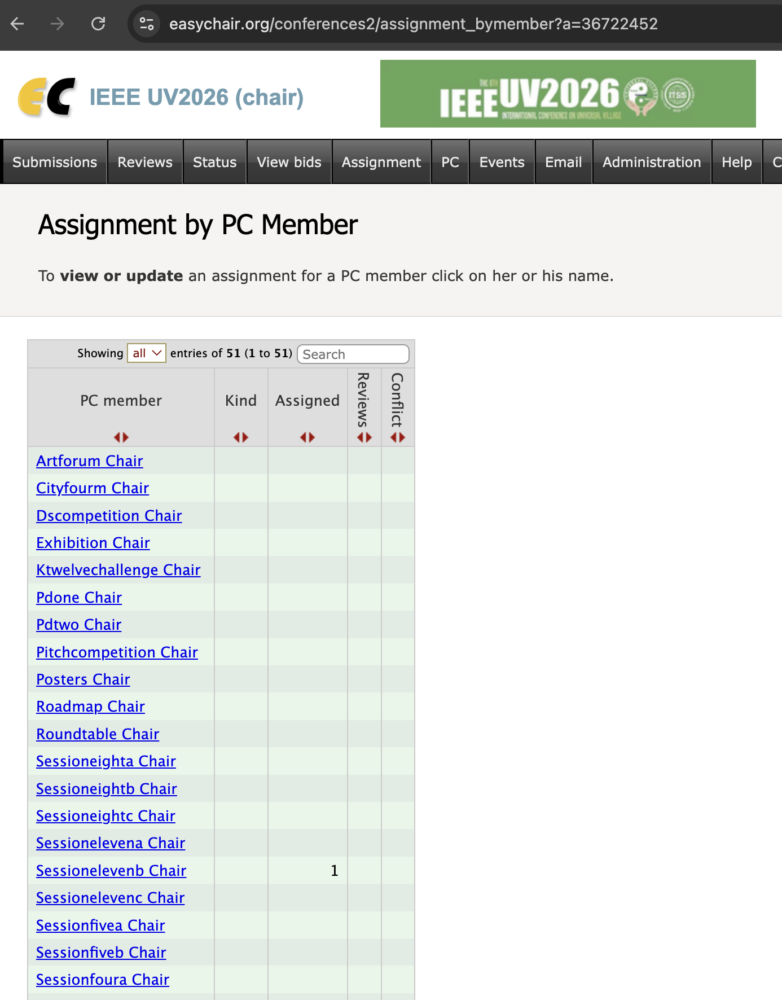 easychair.org/conferences2/assignment_bymember?a=36722452
EC
IEEE UV2026 (chair)
THE 8TH
IEEE UV2026
INTERNATIONAL CONFERENCE ON UNIVERSAL VILLAGE
ITSS
Submissions Reviews Status View bids Assignment PC Events Email Administration Help C
Assignment by PC Member
To view or update an assignment for a PC member click on her or his name.
Showing all entries of 51 (1 to 51) Search
PC member Kind Assigned Reviews Conflict
Artforum Chair
Cityfourm Chair
Dscompetition Chair
Exhibition Chair
Ktwelvechallenge Chair
Pdone Chair
Pdtwo Chair
Pitchcompetition Chair
Posters Chair
Roadmap Chair
Roundtable Chair
Sessioneighta Chair
Sessioneightb Chair
Sessioneightc Chair
Sessionelevena Chair
Sessionelevenb Chair 1
Sessionelevenc Chair
Sessionfivea Chair
Sessionfiveb Chair
Sessionfoura Chair